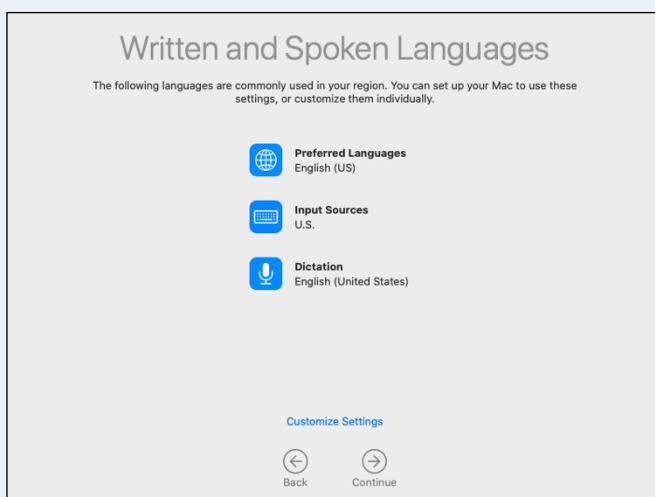 Written and Spoken Languages
The following languages are commonly used in your region. You can set up your Mac to use these
settings, or customize them individually.
Preferred Languages
English (US)
Input Sources
U.S.
Dictation
English (United States)
Customize Settings
Back
Continue